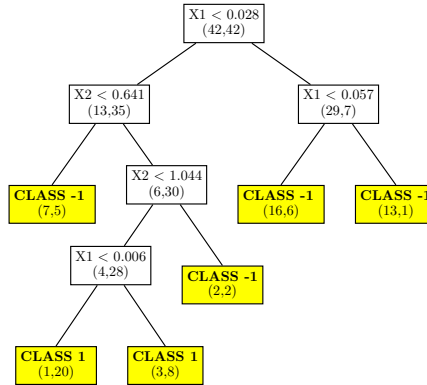 X1 < 0.028
(42,42)
X2 < 0.641
(13,35)
X1 < 0.057
(29,7)
CLASS -1
(7,5)
X2 < 1.044
(6,30)
CLASS -1
(16,6)
CLASS -1
(13,1)
X1 < 0.006
(4,28)
CLASS -1
(2,2)
CLASS 1
(1,20)
CLASS 1
(3,8)